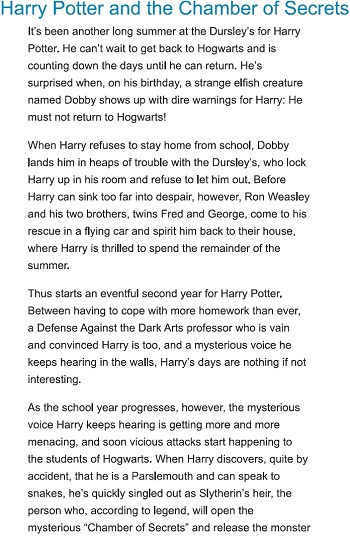 Harry Potter and the Chamber of Secrets
It's been another long summer at the Dursley's for Harry
Potter. He can't wait to get back to Hogwarts and is
counting down the days until he can return. He's
surprised when, on his birthday, a strange elfish creature
named Dobby shows up with dire warnings for Harry: He
must not return to Hogwarts!
When Harry refuses to stay home from school, Dobby
lands him in heaps of trouble with the Dursley's, who lock
Harry up in his room and refuse to let him out. Before
Harry can sink too far into despair, however, Ron Weasley
and his two brothers, twins Fred and George, come to his
rescue in a flying car and spirit him back to their house,
where Harry is thrilled to spend the remainder of the
summer.
Thus starts an eventful second year for Harry Potter.
Between having to cope with more homework than ever,
a Defense Against the Dark Arts professor who is vain
and convinced Harry is too, and a mysterious voice he
keeps hearing in the walls, Harry's days are nothing if not
interesting.
As the school year progresses, however, the mysterious
voice Harry keeps hearing is getting more and more
menacing, and soon vicious attacks start happening to
the students of Hogwarts. When Harry discovers, quite by
accident, that he is a Parslemouth and can speak to
snakes, he's quickly singled out as Slytherin's heir, the
person who, according to legend, will open the
mysterious "Chamber of Secrets" and release the monster